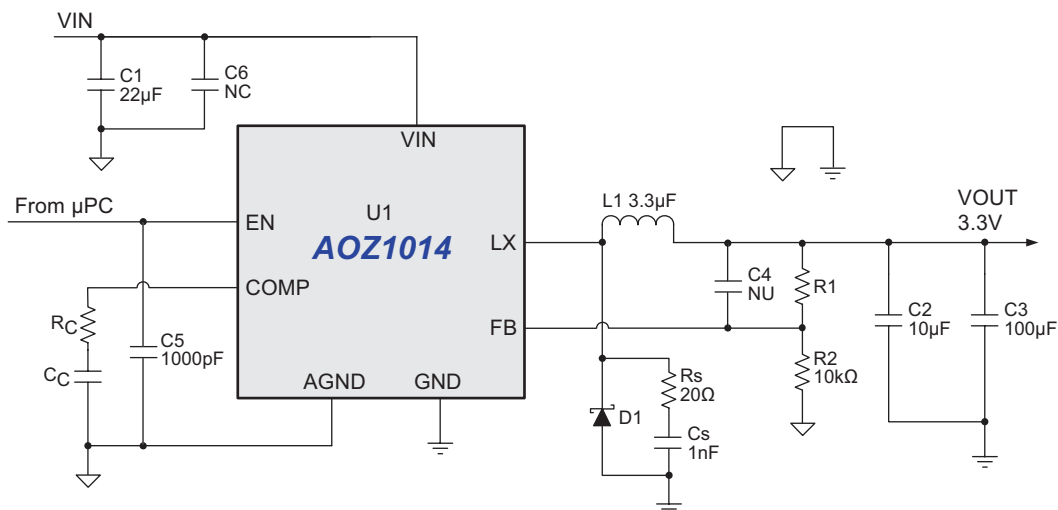 VIN
C1
22µF
C6
NC
VIN
From µPC
EN
U1
AOZ1014
LX
COMP
FB
AGND
GND
RC
CC
C5
1000pF
L1 3.3µF
C4
NU
R1
R2
10kΩ
VOUT
3.3V
C2
10µF
C3
100µF
D1
Rs
20Ω
Cs
1nF